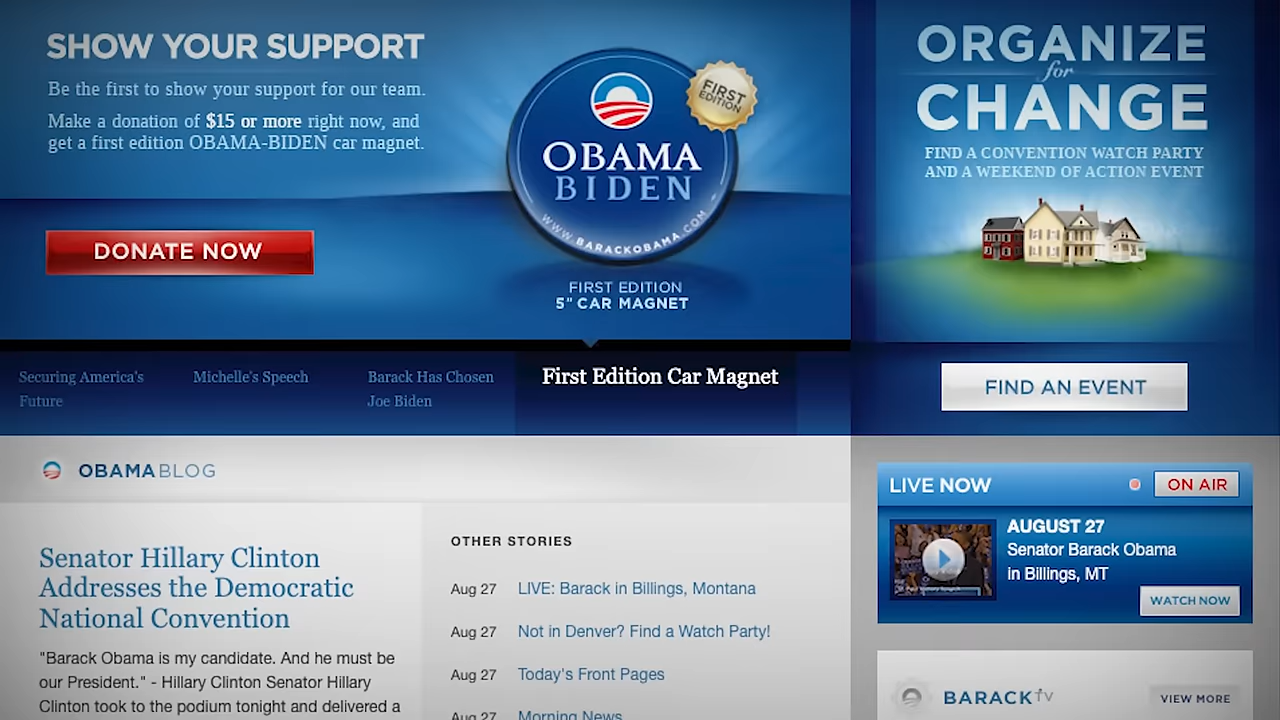 SHOW YOUR SUPPORT
Be the first to show your support for our team.
Make a donation of $15 or more right now, and
get a first edition OBAMA-BIDEN car magnet.
DONATE NOW
FIRST
EDITION
OBAMA
BIDEN
WWW.BARACKOBAMA.COM
FIRST EDITION
5" CAR MAGNET
ORGANIZE
for
CHANGE
FIND A CONVENTION WATCH PARTY
AND A WEEKEND OF ACTION EVENT
FIND AN EVENT
Securing America's
Future
Michelle's Speech
Barack Has Chosen
Joe Biden
First Edition Car Magnet
OBAMABLOG
Senator Hillary Clinton
Addresses the Democratic
National Convention
"Barack Obama is my candidate. And he must be
our President." - Hillary Clinton Senator Hillary
Clinton took to the podium tonight and delivered a
OTHER STORIES
Aug 27 LIVE: Barack in Billings, Montana
Aug 27 Not in Denver? Find a Watch Party!
Aug 27 Today's Front Pages
Aug 27 Morning News
LIVE NOW
ON AIR
AUGUST 27
Senator Barack Obama
in Billings, MT
WATCH NOW
BARACKTV
VIEW MORE